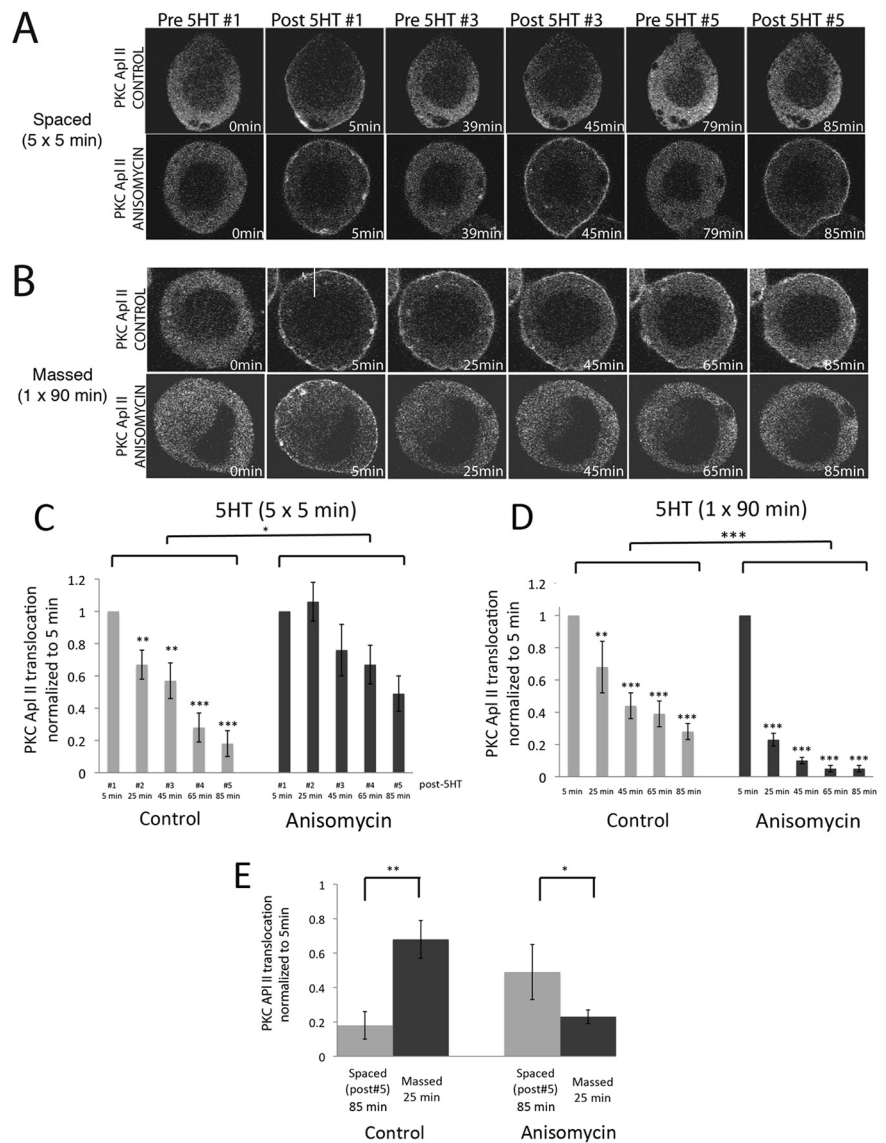 A
Pre 5HT #1 Post 5HT #1 Pre 5HT #3 Post 5HT #3 Pre 5HT #5 Post 5HT #5
Spaced
(5 x 5 min)
PKC Apl II
CONTROL
0min 5min 39min 45min 79min 85min
PKC Apl II
ANISOMYCIN
0min 5min 39min 45min 79min 85min
B
Massed
(1 x 90 min)
PKC Apl II
CONTROL
0min 5min 25min 45min 65min 85min
PKC Apl II
ANISOMYCIN
0min 5min 25min 45min 65min 85min
C
5HT (5 x 5 min)
*
PKC Apl II translocation
normalized to 5 min
1.2
1
0.8
0.6
0.4
0.2
0
** ** *** ***
#1 #2 #3 #4 #5 #1 #2 #3 #4 #5 post-5HT
5 min 25 min 45 min 65 min 85 min 5 min 25 min 45 min 65 min 85 min
Control Anisomycin
D
5HT (1 x 90 min)
***
PKC Apl II translocation
normalized to 5 min
1.2
1
0.8
0.6
0.4
0.2
0
** *** *** *** *** *** *** ***
5 min 25 min 45 min 65 min 85 min 5 min 25 min 45 min 65 min 85 min
Control Anisomycin
E
PKC APl II translocation
normalized to 5min
1
0.8
0.6
0.4
0.2
0
** *
Spaced
(post#5)
85 min
Massed
25 min
Spaced
(post#5)
85 min
Massed
25 min
Control Anisomycin